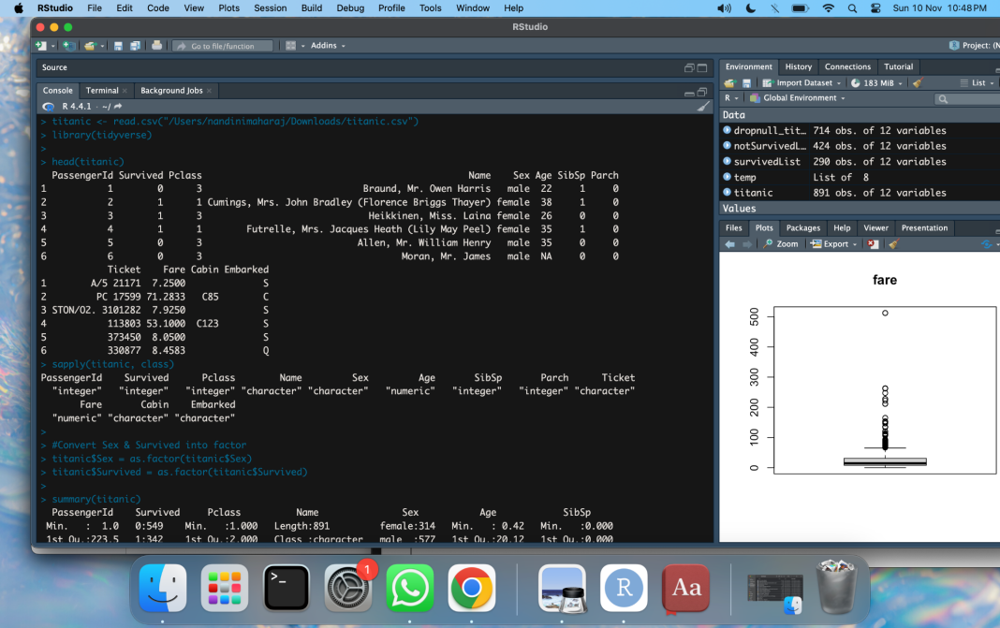 RStudio File Edit Code View Plots Session Build Debug Profile Tools Window Help Sun 10 Nov 10:48 PM
RStudio
Go to file/function Addins Project: (N
Source
Console Terminal Background Jobs
R 4.4.1 · ~/
> titanic <- read.csv("/Users/nandinimaharaj/Downloads/titanic.csv")
> library(tidyverse)
>
> head(titanic)
PassengerId Survived Pclass Name Sex Age SibSp Parch
1 1 0 3 Braund, Mr. Owen Harris male 22 1 0
2 2 1 1 Cumings, Mrs. John Bradley (Florence Briggs Thayer) female 38 1 0
3 3 1 3 Heikkinen, Miss. Laina female 26 0 0
4 4 1 1 Futrelle, Mrs. Jacques Heath (Lily May Peel) female 35 1 0
5 5 0 3 Allen, Mr. William Henry male 35 0 0
6 6 0 3 Moran, Mr. James male NA 0 0
Ticket Fare Cabin Embarked
1 A/5 21171 7.2500 S
2 PC 17599 71.2833 C85 C
3 STON/O2. 3101282 7.9250 S
4 113803 53.1000 C123 S
5 373450 8.0500 S
6 330877 8.4583 Q
> sapply(titanic, class)
PassengerId Survived Pclass Name Sex Age SibSp Parch Ticket
"integer" "integer" "integer" "character" "character" "numeric" "integer" "integer" "character"
Fare Cabin Embarked
"numeric" "character" "character"
>
> #Convert Sex & Survived into factor
> titanic$Sex = as.factor(titanic$Sex)
> titanic$Survived = as.factor(titanic$Survived)
>
> summary(titanic)
PassengerId Survived Pclass Name Sex Age SibSp
Min. : 1.0 0:549 Min. :1.000 Length:891 female:314 Min. : 0.42 Min. :0.000
1st Qu.:223.5 1:342 1st Qu.:2.000 Class :character male :577 1st Qu.:20.12 1st Qu.:0.000
Environment History Connections Tutorial
Import Dataset 183 MiB List
R Global Environment
Data
dropnull_tit… 714 obs. of 12 variables
notSurvivedL… 424 obs. of 12 variables
survivedList 290 obs. of 12 variables
temp List of 8
titanic 891 obs. of 12 variables
Values
Files Plots Packages Help Viewer Presentation
Zoom Export
fare
500
400
300
200
100
0
>_
1
R
Aa